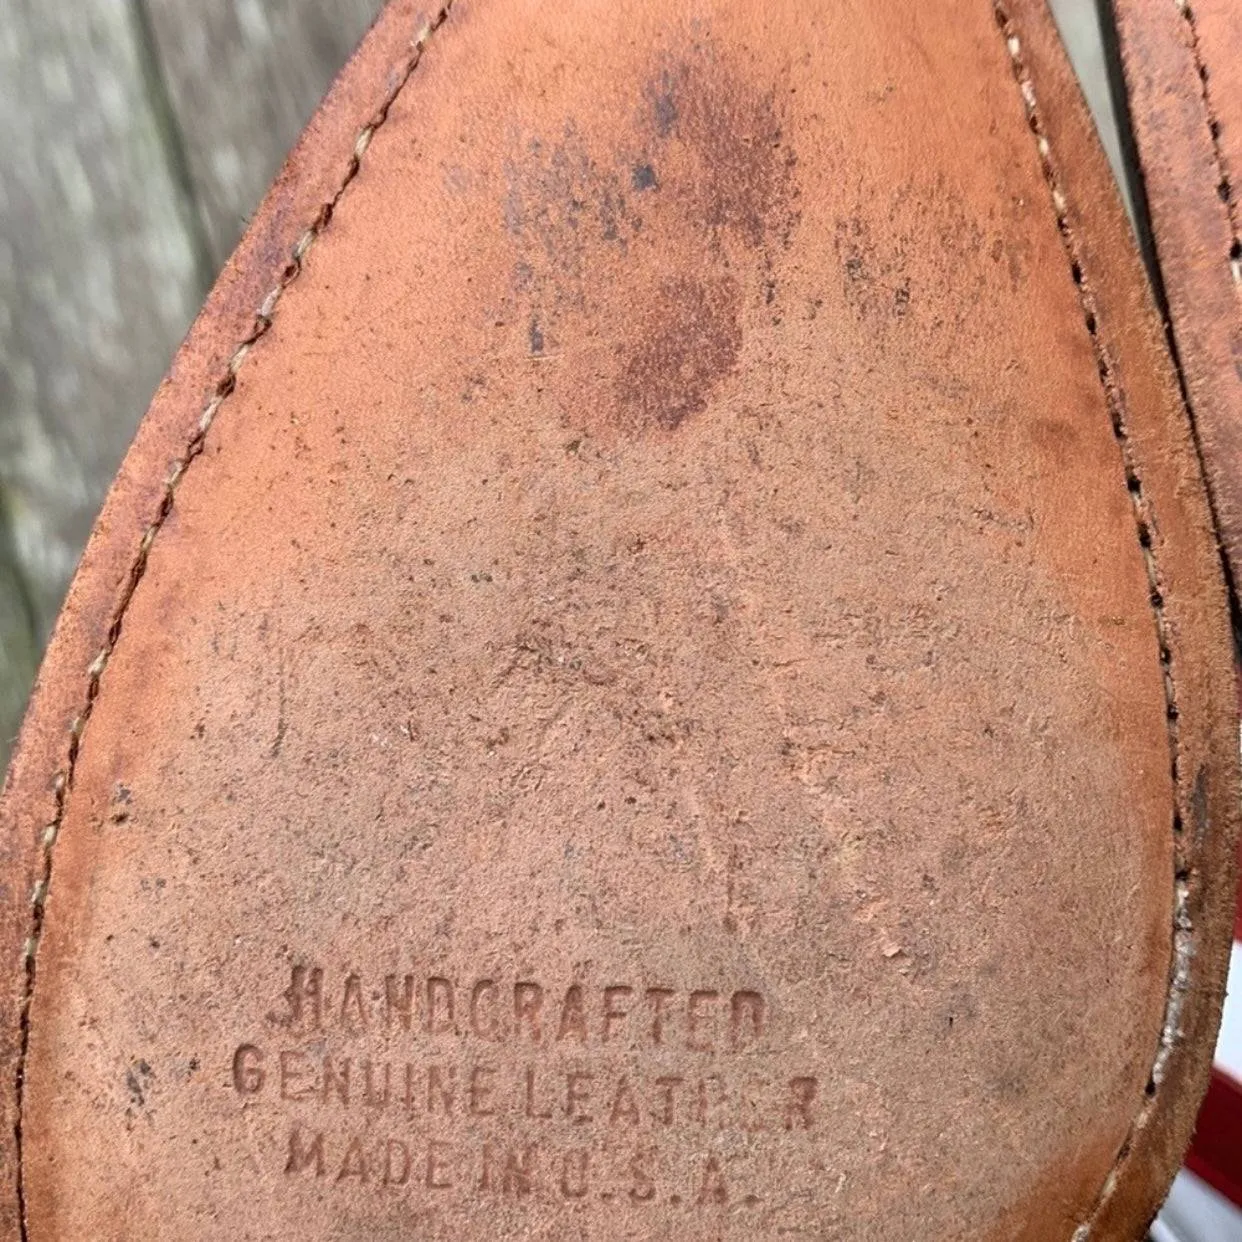 HANDCRAFTED
GENUINE LEATHER
MADE IN U.S.A.